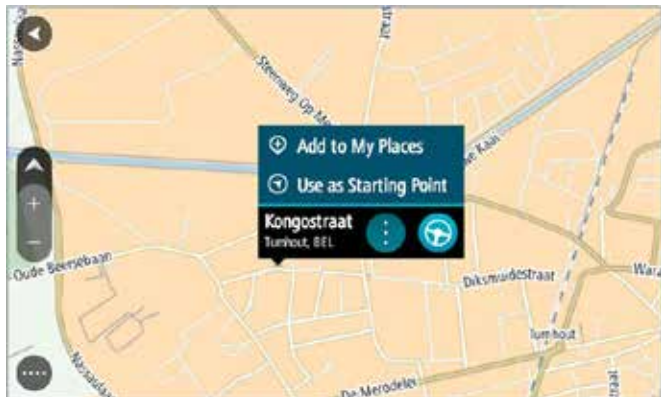 Steenweg Op
Add to My Places
Kaai
Use as Starting Point
Kongostraat
Turnhout, BEL
Oude Beersebaan
Diksmuidestraat
Turnhout
De Merodelei